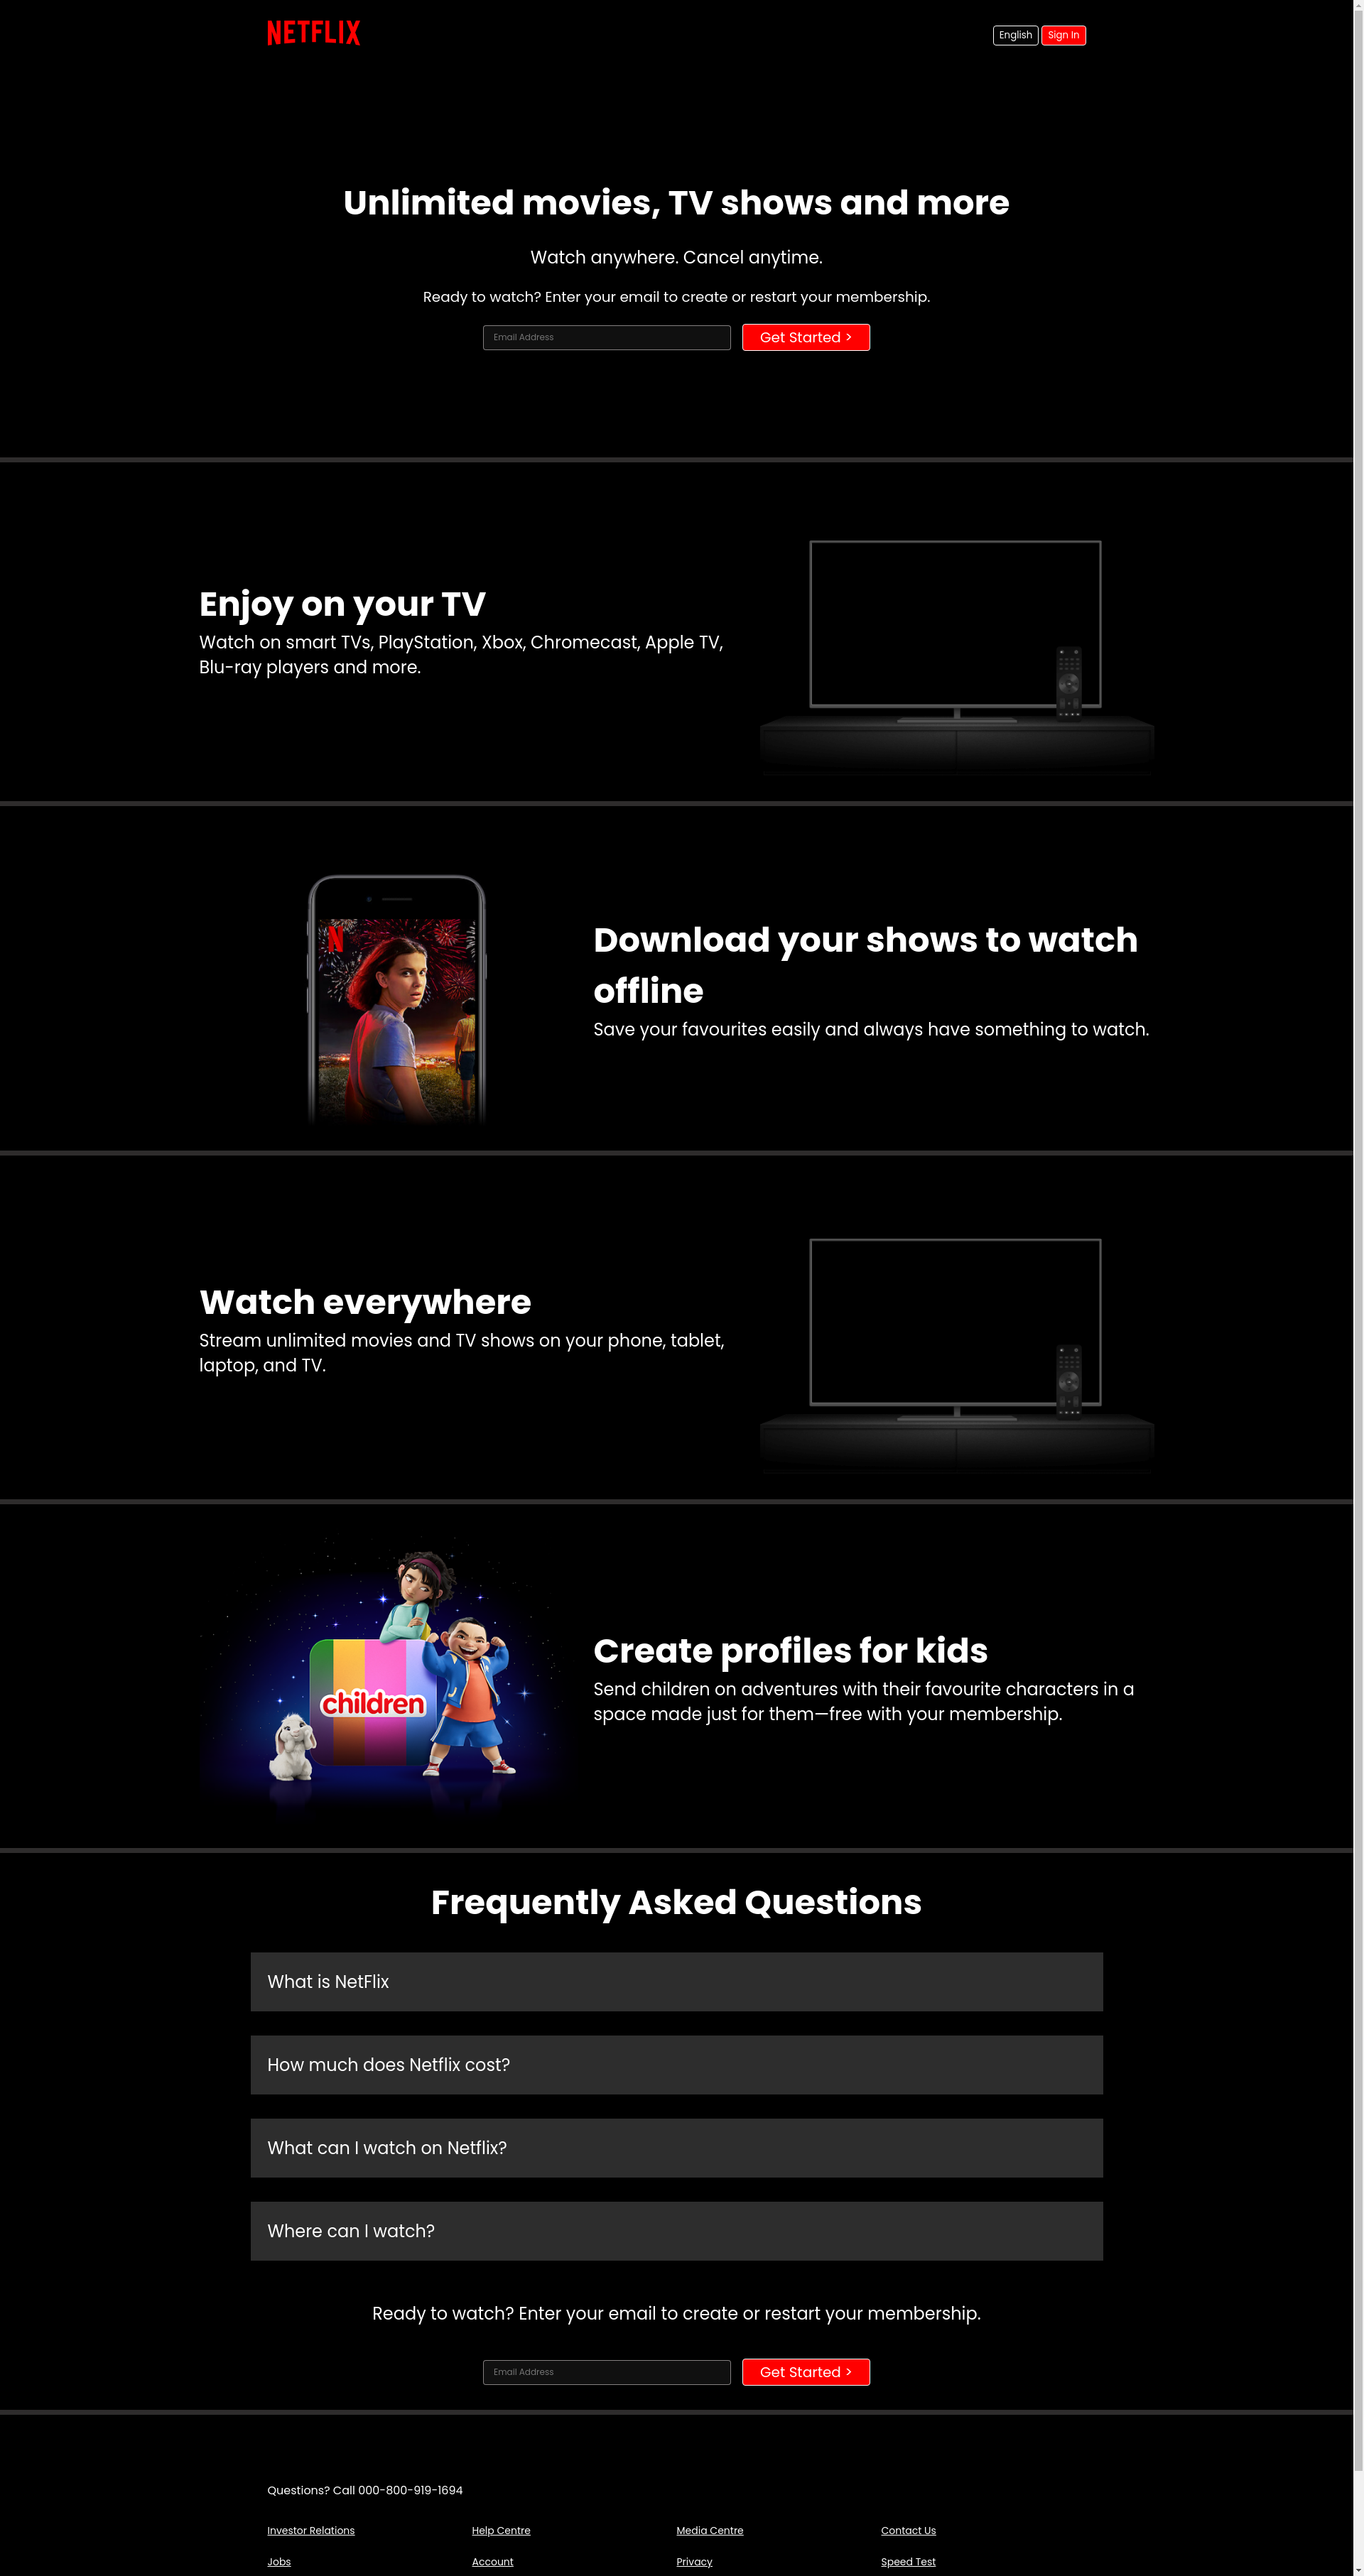 NETFLIX
English Sign In
Unlimited movies, TV shows and more
Watch anywhere. Cancel anytime.
Ready to watch? Enter your email to create or restart your membership.
Email Address Get Started >
Enjoy on your TV
Watch on smart TVs, PlayStation, Xbox, Chromecast, Apple TV,
Blu-ray players and more.
N
Download your shows to watch
offline
Save your favourites easily and always have something to watch.
Watch everywhere
Stream unlimited movies and TV shows on your phone, tablet,
laptop, and TV.
children
Create profiles for kids
Send children on adventures with their favourite characters in a
space made just for them—free with your membership.
Frequently Asked Questions
What is NetFlix
How much does Netflix cost?
What can I watch on Netflix?
Where can I watch?
Ready to watch? Enter your email to create or restart your membership.
Email Address Get Started >
Questions? Call 000-800-919-1694
Investor Relations Help Centre Media Centre Contact Us
Jobs Account Privacy Speed Test